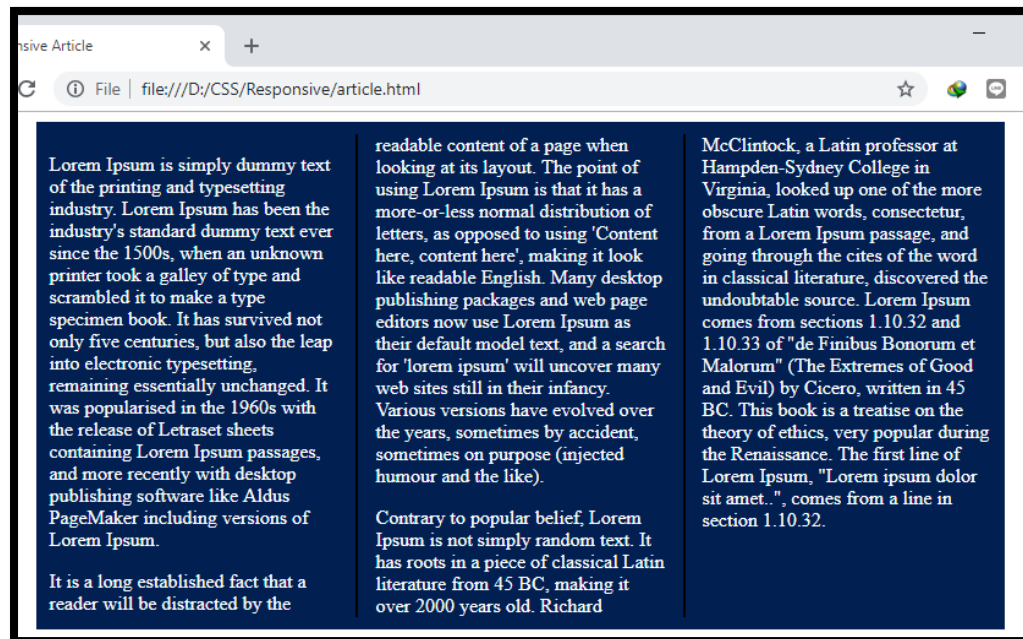 nsive Article
File
file:///D:/CSS/Responsive/article.html
Lorem Ipsum is simply dummy text
of the printing and typesetting
industry. Lorem Ipsum has been the
industry's standard dummy text ever
since the 1500s, when an unknown
printer took a galley of type and
scrambled it to make a type
specimen book. It has survived not
only five centuries, but also the leap
into electronic typesetting,
remaining essentially unchanged. It
was popularised in the 1960s with
the release of Letraset sheets
containing Lorem Ipsum passages,
and more recently with desktop
publishing software like Aldus
PageMaker including versions of
Lorem Ipsum.
It is a long established fact that a
reader will be distracted by the
readable content of a page when
looking at its layout. The point of
using Lorem Ipsum is that it has a
more-or-less normal distribution of
letters, as opposed to using 'Content
here, content here', making it look
like readable English. Many desktop
publishing packages and web page
editors now use Lorem Ipsum as
their default model text, and a search
for 'lorem ipsum' will uncover many
web sites still in their infancy.
Various versions have evolved over
the years, sometimes by accident,
sometimes on purpose (injected
humour and the like).
Contrary to popular belief, Lorem
Ipsum is not simply random text. It
has roots in a piece of classical Latin
literature from 45 BC, making it
over 2000 years old. Richard
McClintock, a Latin professor at
Hampden-Sydney College in
Virginia, looked up one of the more
obscure Latin words, consectetur,
from a Lorem Ipsum passage, and
going through the cites of the word
in classical literature, discovered the
undoubtable source. Lorem Ipsum
comes from sections 1.10.32 and
1.10.33 of "de Finibus Bonorum et
Malorum" (The Extremes of Good
and Evil) by Cicero, written in 45
BC. This book is a treatise on the
theory of ethics, very popular during
the Renaissance. The first line of
Lorem Ipsum, "Lorem ipsum dolor
sit amet..", comes from a line in
section 1.10.32.